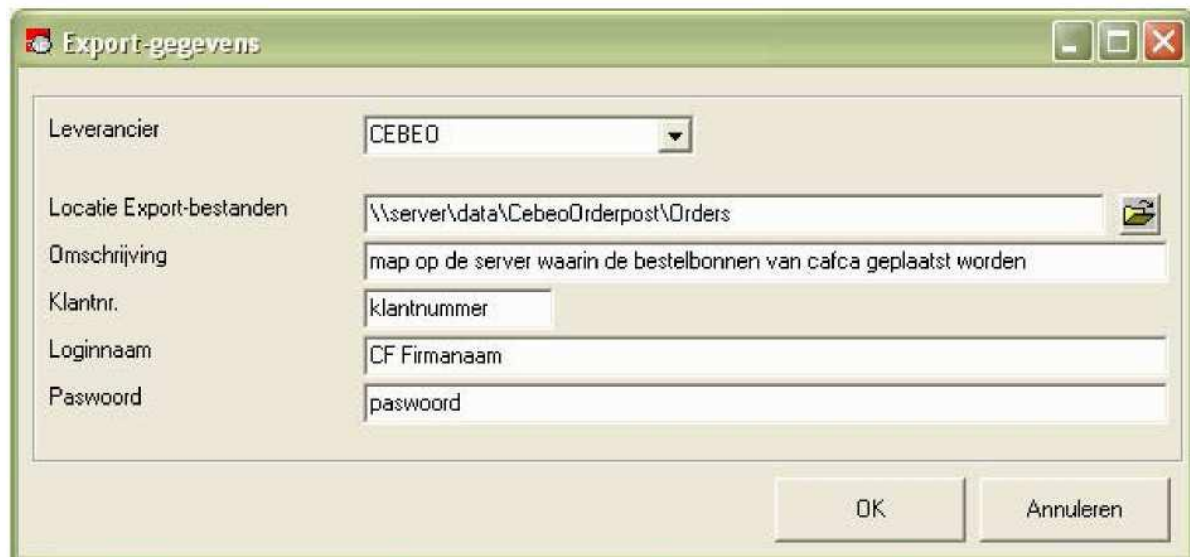 Export-gegevens
Leverancier CEBEO
Locatie Export-bestanden \\server\data\CebeoOrderpost\Orders
Omschrijving map op de server waarin de bestelbonnen van cafca geplaatst worden
Klantnr. klantnummer
Loginnaam CF Firmanaam
Paswoord paswoord
OK Annuleren